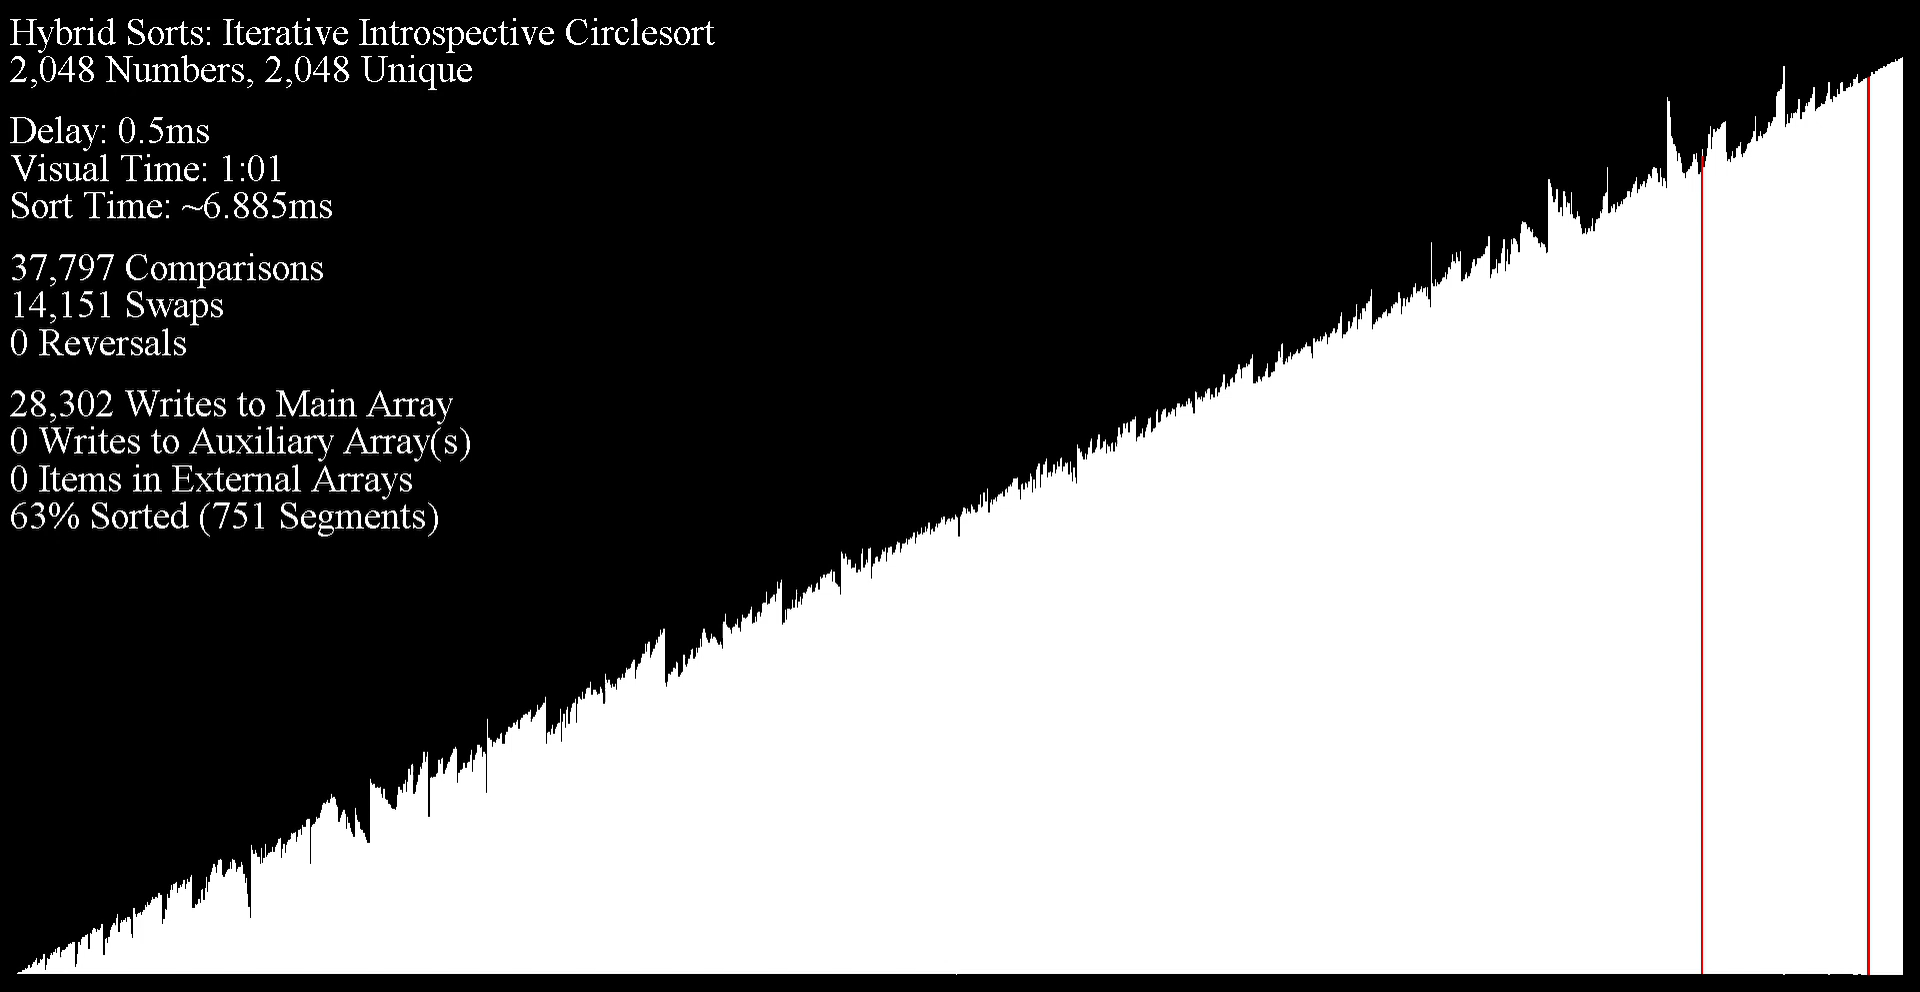 Hybrid Sorts: Iterative Introspective Circlesort
2,048 Numbers, 2,048 Unique
Delay: 0.5ms
Visual Time: 1:01
Sort Time: ~6.885ms
37,797 Comparisons
14,151 Swaps
0 Reversals
28,302 Writes to Main Array
0 Writes to Auxiliary Array(s)
0 Items in External Arrays
63% Sorted (751 Segments)